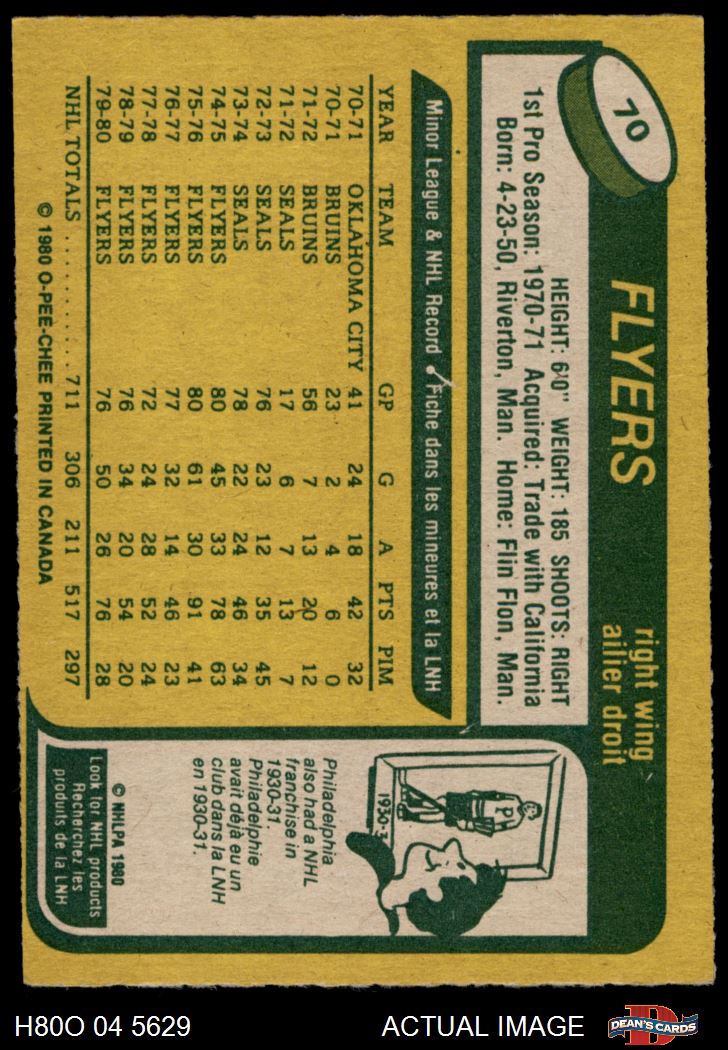 70
FLYERS
right wing
ailier droit
HEIGHT: 6'0" WEIGHT: 185 SHOOTS: RIGHT
1st Pro Season: 1970-71 Acquired: Trade with California
Born: 4-23-50, Riverton, Man. Home: Flin Flon, Man.
Minor League & NHL Record • Fiche dans les mineures et la LNH
YEAR TEAM GP G A PTS PIM
70-71 OKLAHOMA CITY 41 24 18 42 32
70-71 BRUINS 23 2 4 6 0
71-72 BRUINS 56 7 13 20 12
71-72 SEALS 17 6 7 13 7
72-73 SEALS 76 23 12 35 45
73-74 SEALS 78 22 24 46 34
74-75 FLYERS 80 45 33 78 63
75-76 FLYERS 80 61 30 91 41
76-77 FLYERS 77 32 14 46 23
77-78 FLYERS 72 24 28 52 24
78-79 FLYERS 76 34 20 54 20
79-80 FLYERS 76 50 26 76 28
NHL TOTALS . . . . . . . . . . 711 306 211 517 297
© 1980 O-PEE-CHEE PRINTED IN CANADA
P
1930-31
Philadelphia
also had a NHL
franchise in
1930-31.
Philadelphie
avait déjà eu un
club dans la LNH
en 1930-31.
© NHLPA 1980
Look for NHL products
Recherchez les
produits de la LNH
H80O 04 5629
ACTUAL IMAGE
D
DEAN'S CARDS